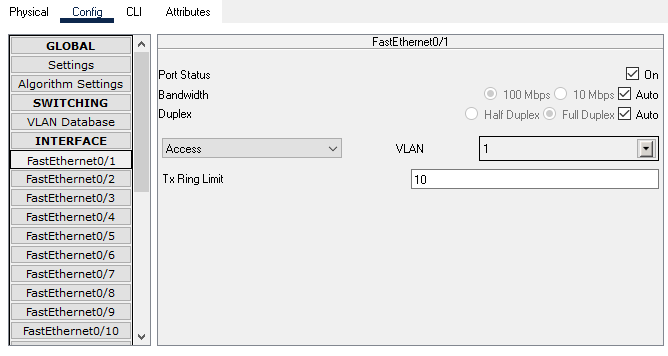 Physical Config CLI Attributes
GLOBAL
Settings
Algorithm Settings
SWITCHING
VLAN Database
INTERFACE
FastEthernet0/1
FastEthernet0/2
FastEthernet0/3
FastEthernet0/4
FastEthernet0/5
FastEthernet0/6
FastEthernet0/7
FastEthernet0/8
FastEthernet0/9
FastEthernet0/10
FastEthernet0/1
Port Status On
Bandwidth 100 Mbps 10 Mbps Auto
Duplex Half Duplex Full Duplex Auto
Access VLAN 1
Tx Ring Limit 10